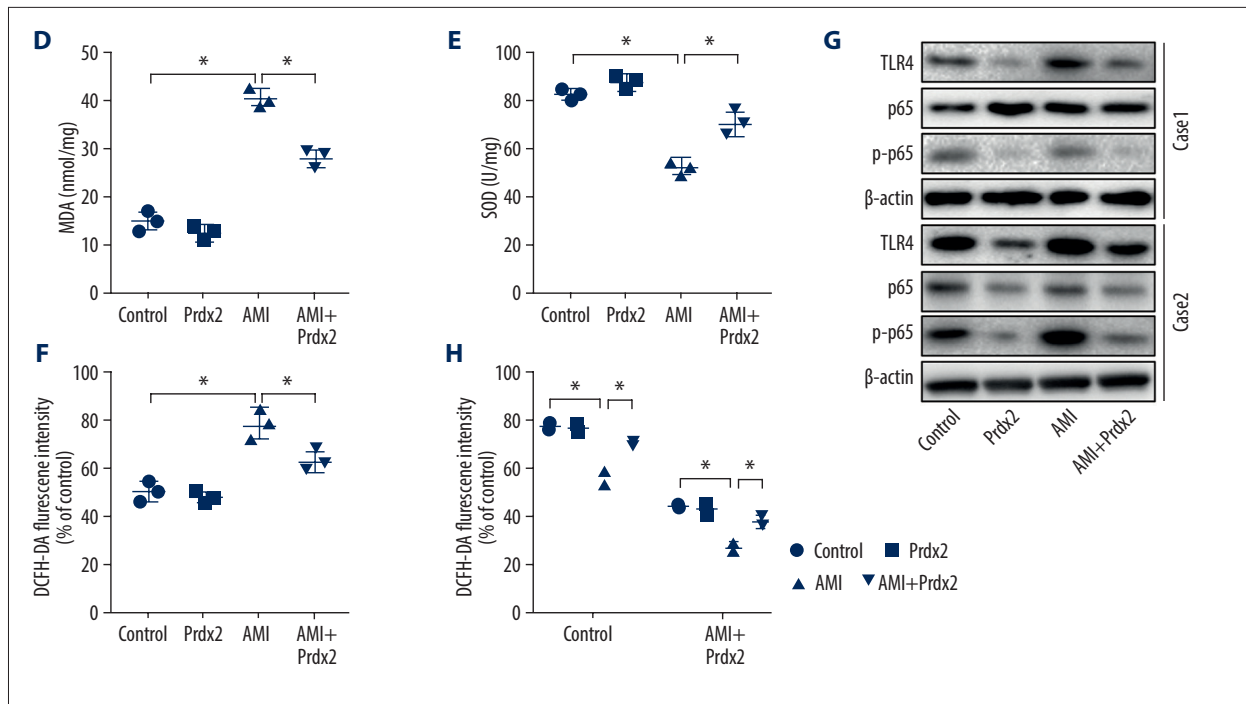 D
50
40
30
20
10
0
MDA (nmol/mg)
*
*
Control
Prdx2
AMI
AMI+
Prdx2
E
100
80
60
40
20
0
SOD (U/mg)
*
*
Control
Prdx2
AMI
AMI+
Prdx2
G
TLR4
p65
p-p65
β-actin
Case1
TLR4
p65
p-p65
β-actin
Case2
Control
Prdx2
AMI
AMI+Prdx2
F
100
80
60
40
20
0
DCFH-DA flurescene intensity
(% of control)
*
*
Control
Prdx2
AMI
AMI+
Prdx2
H
100
80
60
40
20
0
DCFH-DA flurescene intensity
(% of control)
*
*
*
*
Control
AMI+
Prdx2
Control
Prdx2
AMI
AMI+Prdx2